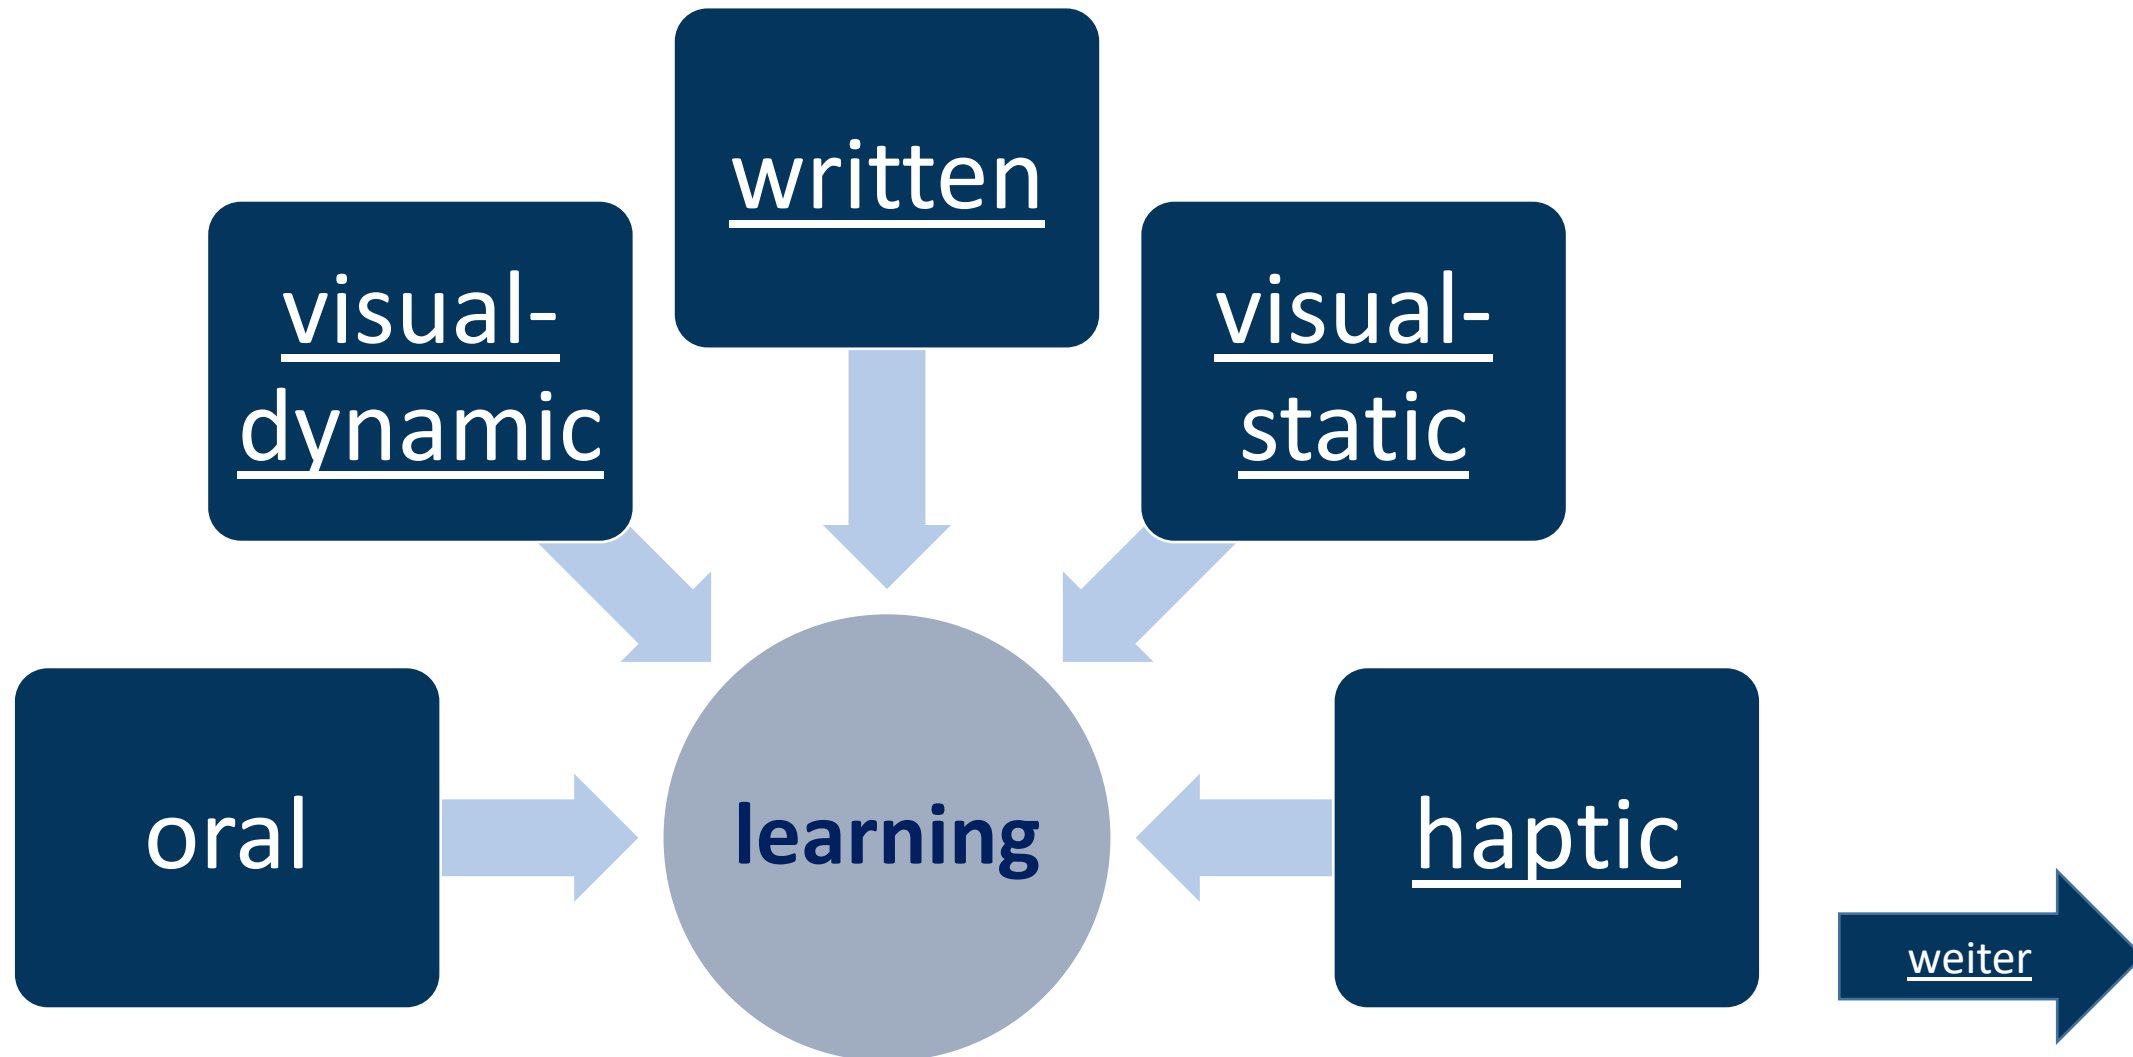 written
visual-
dynamic
visual-
static
oral
learning
haptic
weiter